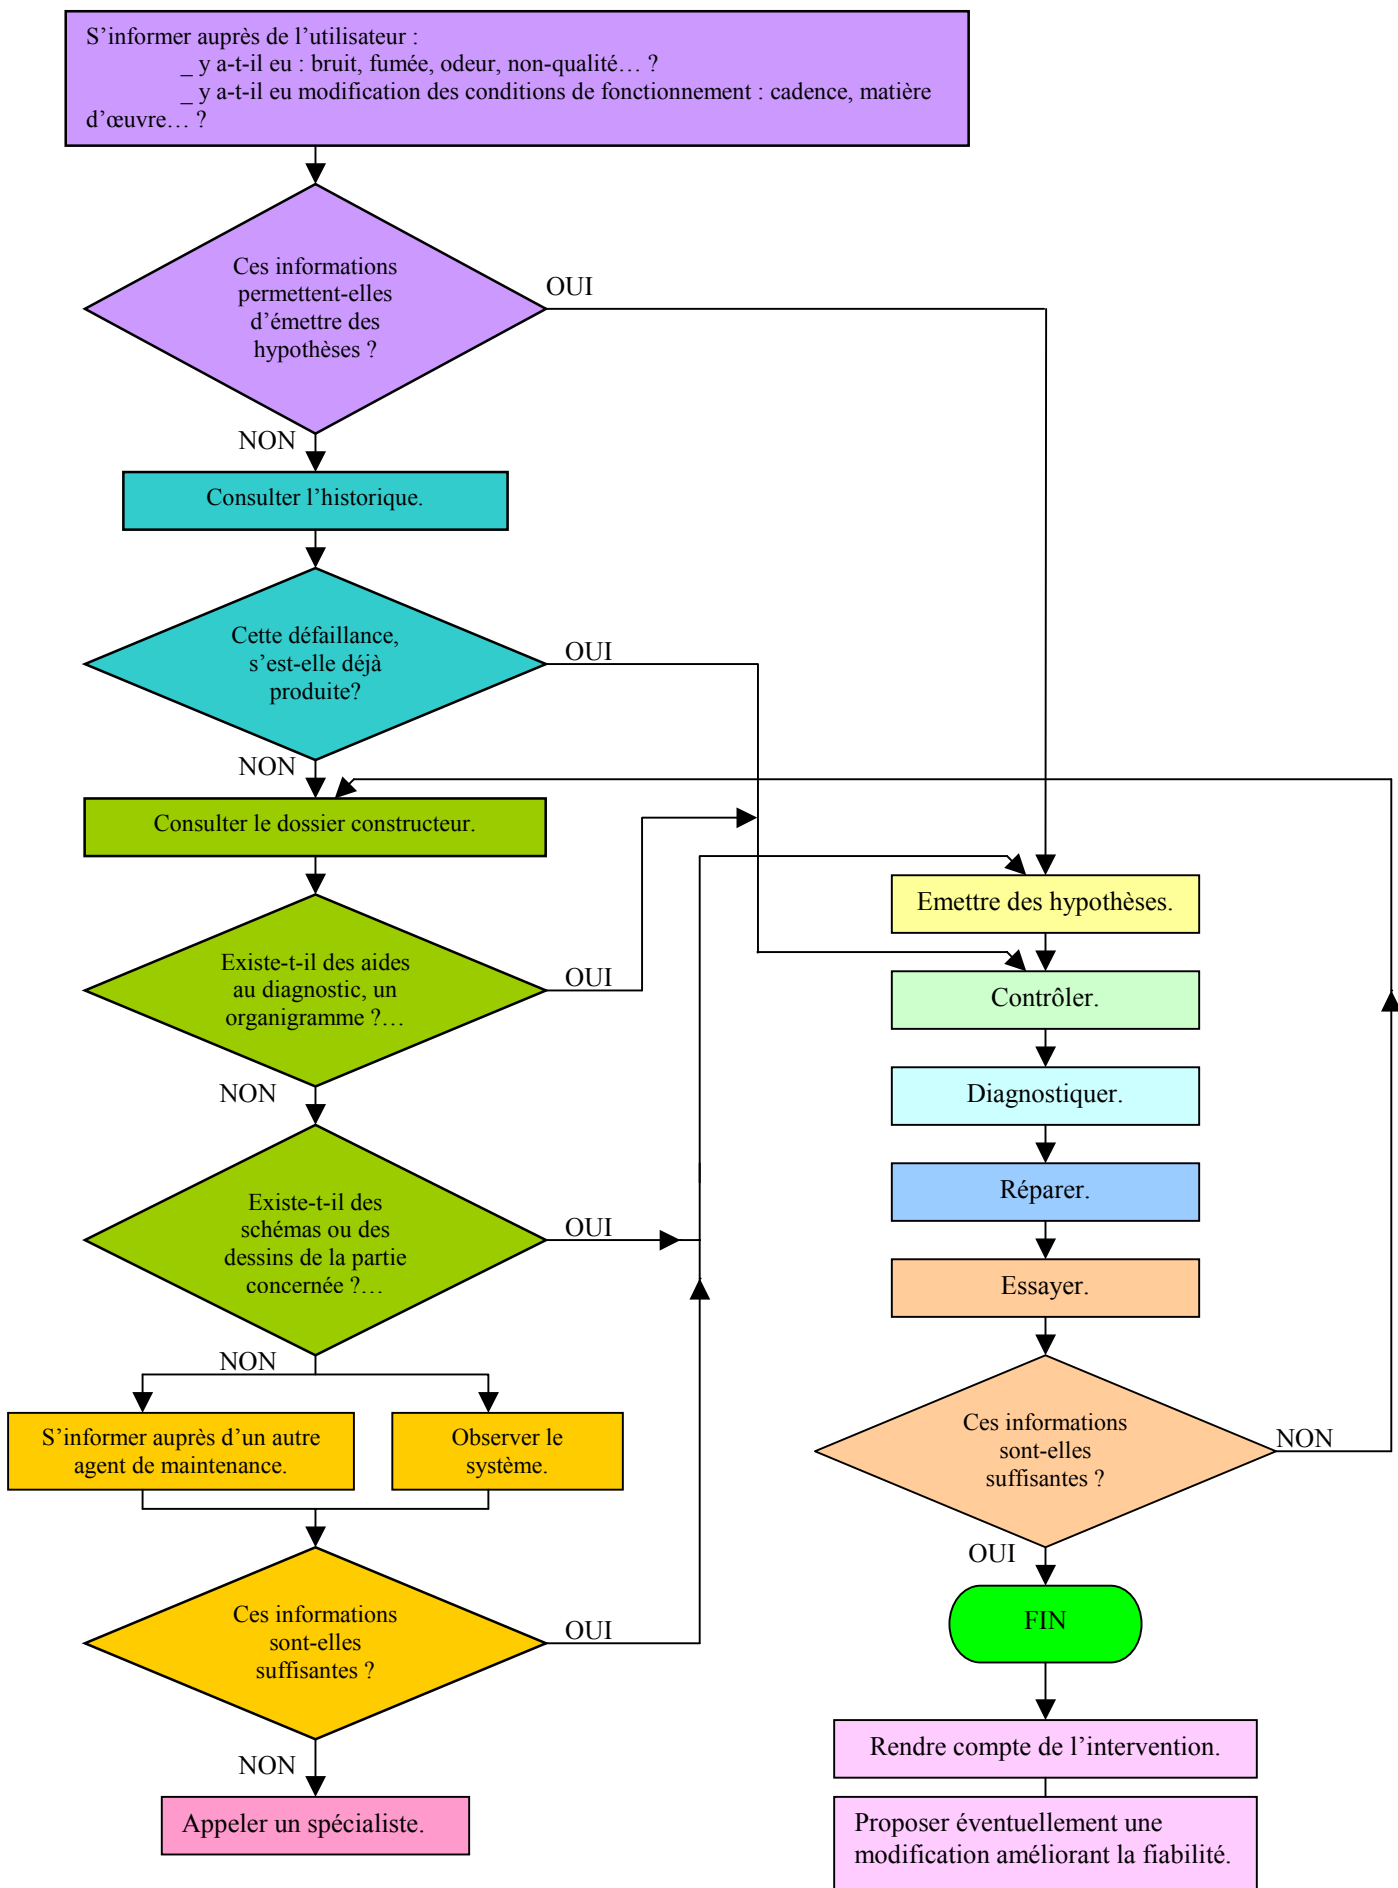 S’informer auprès de l’utilisateur :
_ y a-t-il eu : bruit, fumée, odeur, non-qualité… ?
_ y a-t-il eu modification des conditions de fonctionnement : cadence, matière
d’œuvre… ?
Ces informations
permettent-elles
d’émettre des
hypothèses ?
OUI
NON
Consulter l’historique.
Cette défaillance,
s’est-elle déjà
produite?
OUI
NON
Consulter le dossier constructeur.
Existe-t-il des aides
au diagnostic, un
organigramme ?…
OUI
NON
Existe-t-il des
schémas ou des
dessins de la partie
concernée ?…
OUI
NON
S’informer auprès d’un autre
agent de maintenance.
Observer le
système.
Ces informations
sont-elles
suffisantes ?
OUI
NON
Appeler un spécialiste.
Emettre des hypothèses.
Contrôler.
Diagnostiquer.
Réparer.
Essayer.
Ces informations
sont-elles
suffisantes ?
NON
OUI
FIN
Rendre compte de l’intervention.
Proposer éventuellement une
modification améliorant la fiabilité.